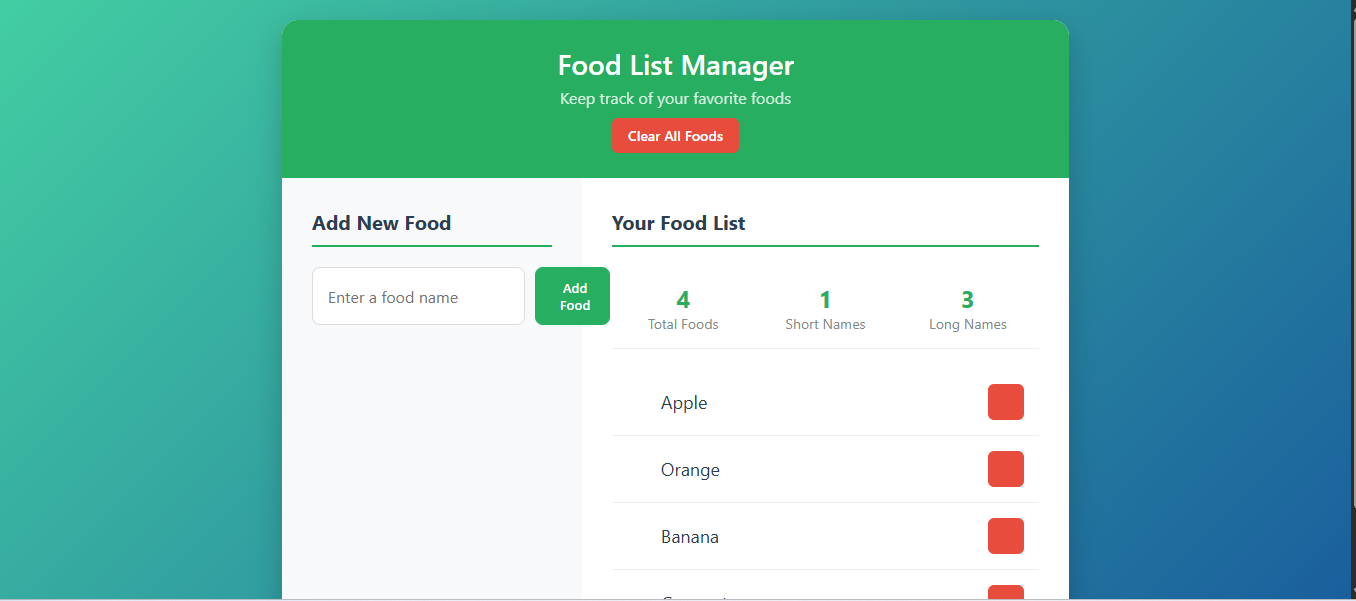 Food List Manager
Keep track of your favorite foods
Clear All Foods
Add New Food
Enter a food name
Add
Food
Your Food List
4
Total Foods
1
Short Names
3
Long Names
Apple
Orange
Banana